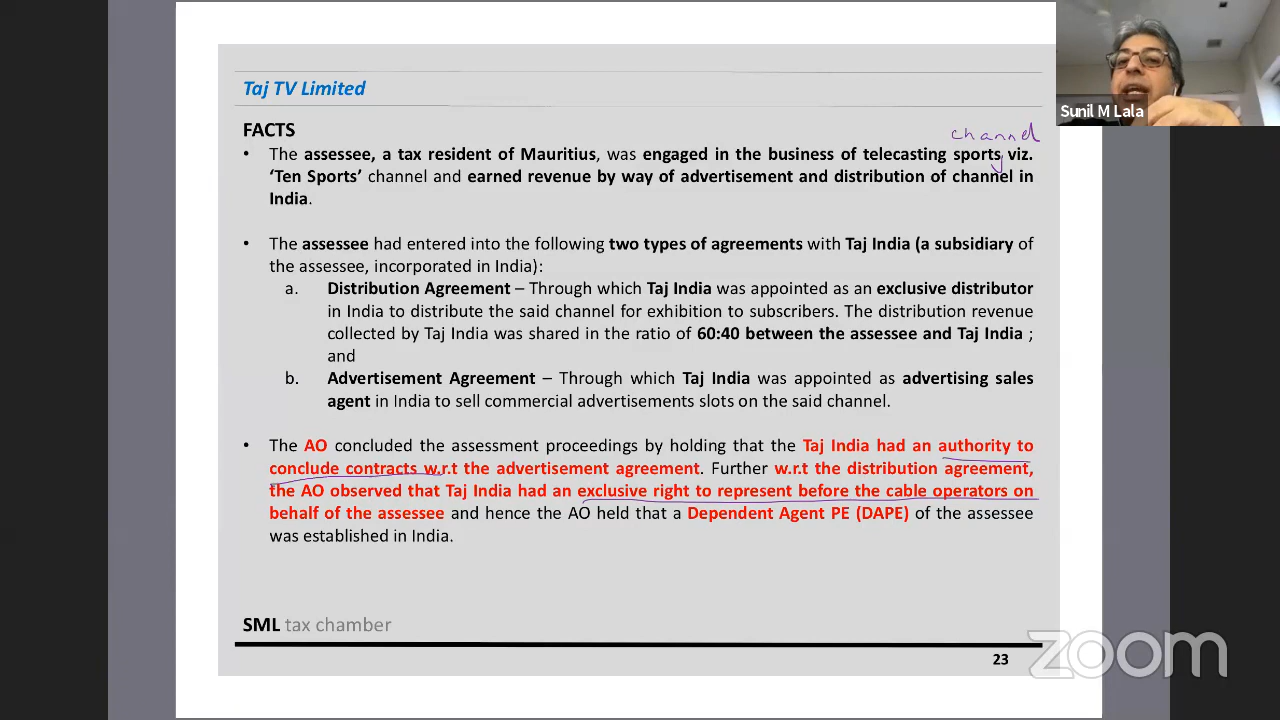 Taj TV Limited
Sunil M Lala
FACTS
channel
• The assessee, a tax resident of Mauritius, was engaged in the business of telecasting sports viz.
‘Ten Sports’ channel and earned revenue by way of advertisement and distribution of channel in
India.
• The assessee had entered into the following two types of agreements with Taj India (a subsidiary of
the assessee, incorporated in India):
a. Distribution Agreement – Through which Taj India was appointed as an exclusive distributor
in India to distribute the said channel for exhibition to subscribers. The distribution revenue
collected by Taj India was shared in the ratio of 60:40 between the assessee and Taj India ;
and
b. Advertisement Agreement – Through which Taj India was appointed as advertising sales
agent in India to sell commercial advertisements slots on the said channel.
• The AO concluded the assessment proceedings by holding that the Taj India had an authority to
conclude contracts w.r.t the advertisement agreement. Further w.r.t the distribution agreement,
the AO observed that Taj India had an exclusive right to represent before the cable operators on
behalf of the assessee and hence the AO held that a Dependent Agent PE (DAPE) of the assessee
was established in India.
SML tax chamber
23
zoom